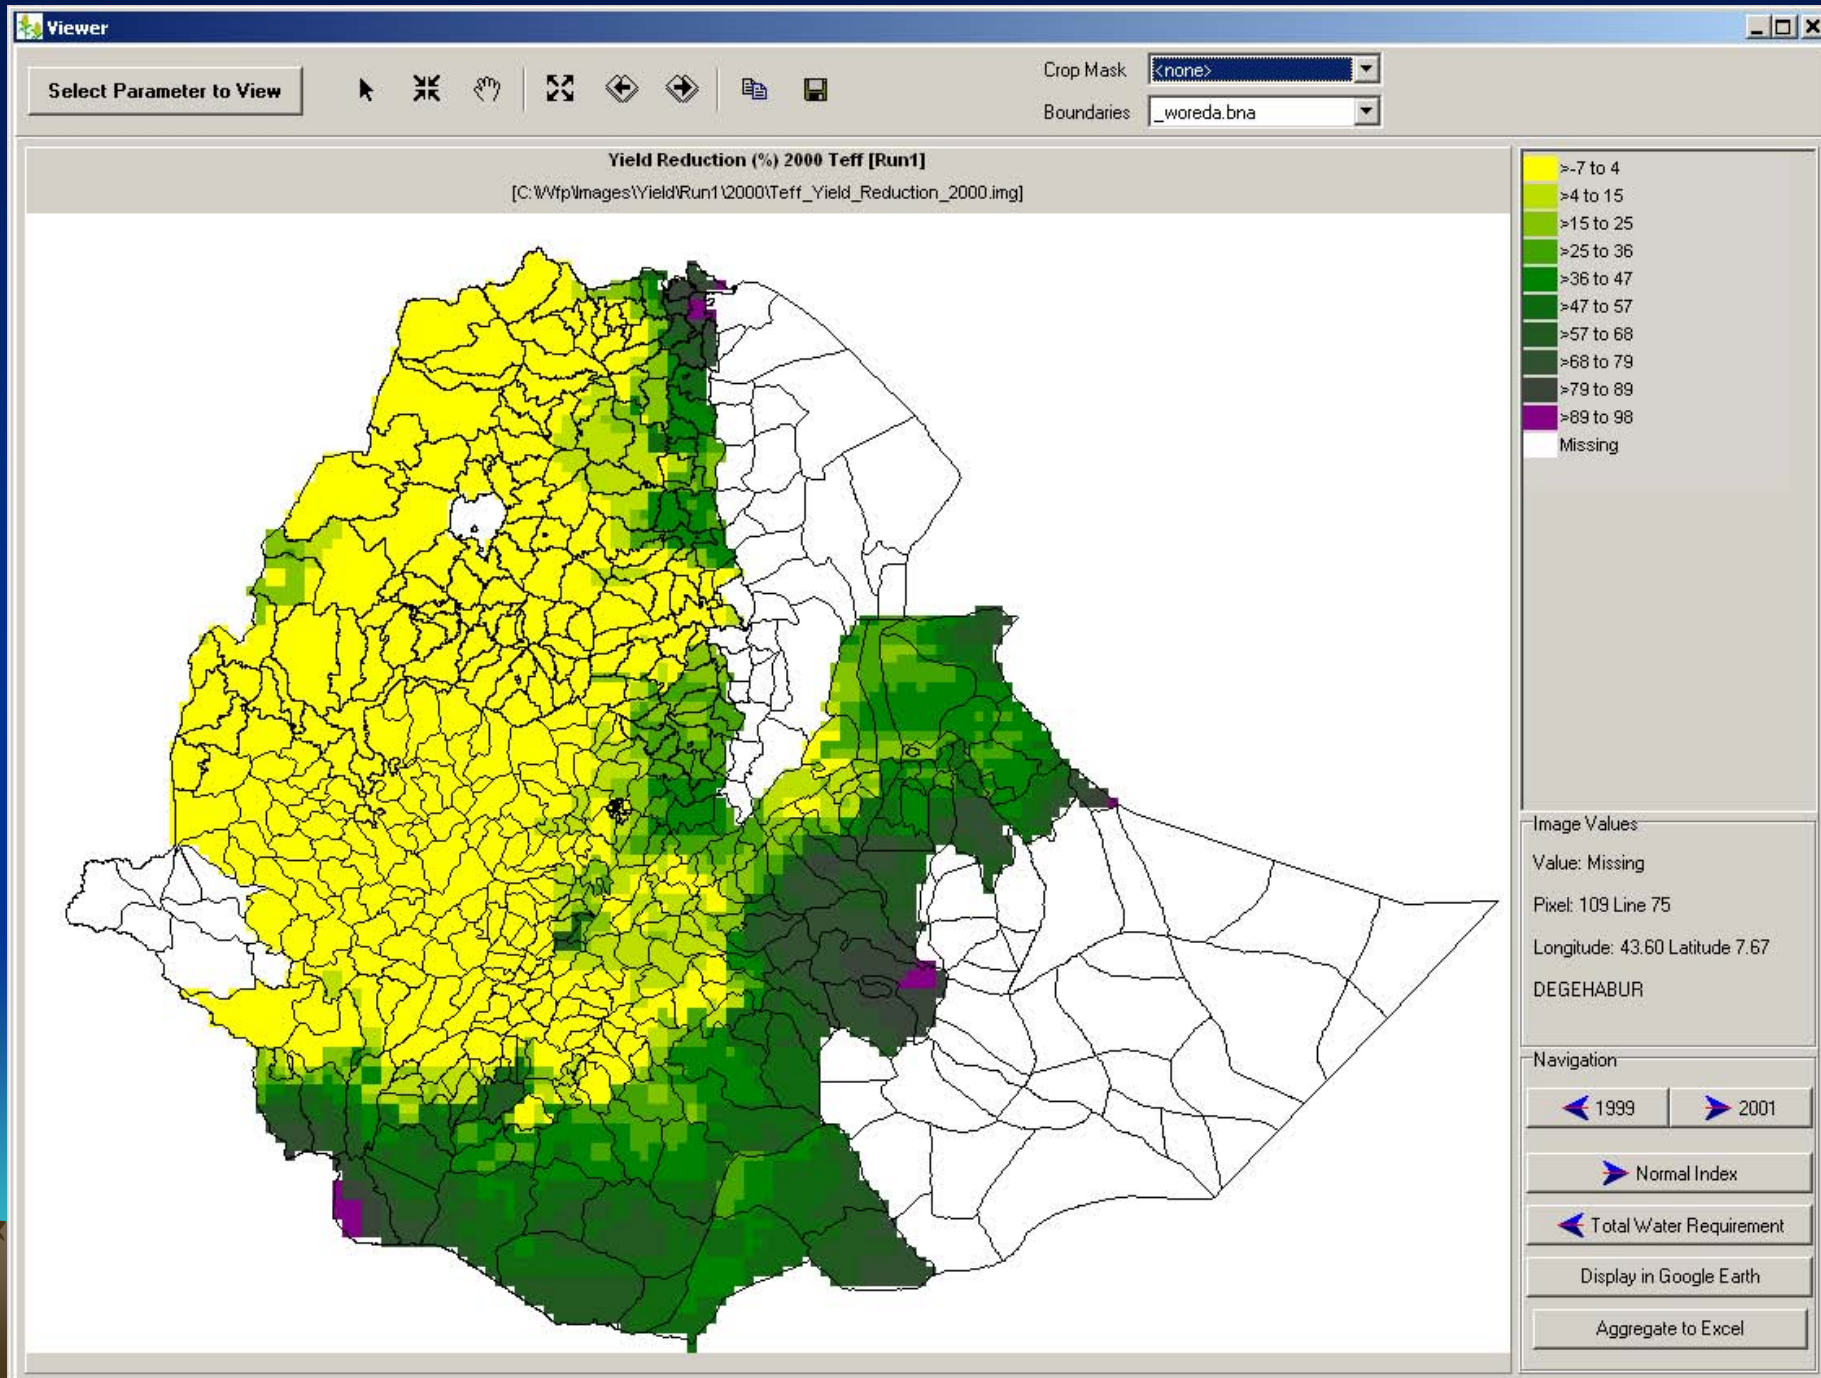 Viewer
Select Parameter to View
Crop Mask <none>
Boundaries _woreda.bna
Yield Reduction (%) 2000 Teff [Run1]
[C:\Wfp\Images\Yield\Run1\2000\Teff_Yield_Reduction_2000.img]
>-7 to 4
>4 to 15
>15 to 25
>25 to 36
>36 to 47
>47 to 57
>57 to 68
>68 to 79
>79 to 89
>89 to 98
Missing
Image Values
Value: Missing
Pixel: 109 Line 75
Longitude: 43.60 Latitude 7.67
DEGEHABUR
Navigation
1999 2001
Normal Index
Total Water Requirement
Display in Google Earth
Aggregate to Excel